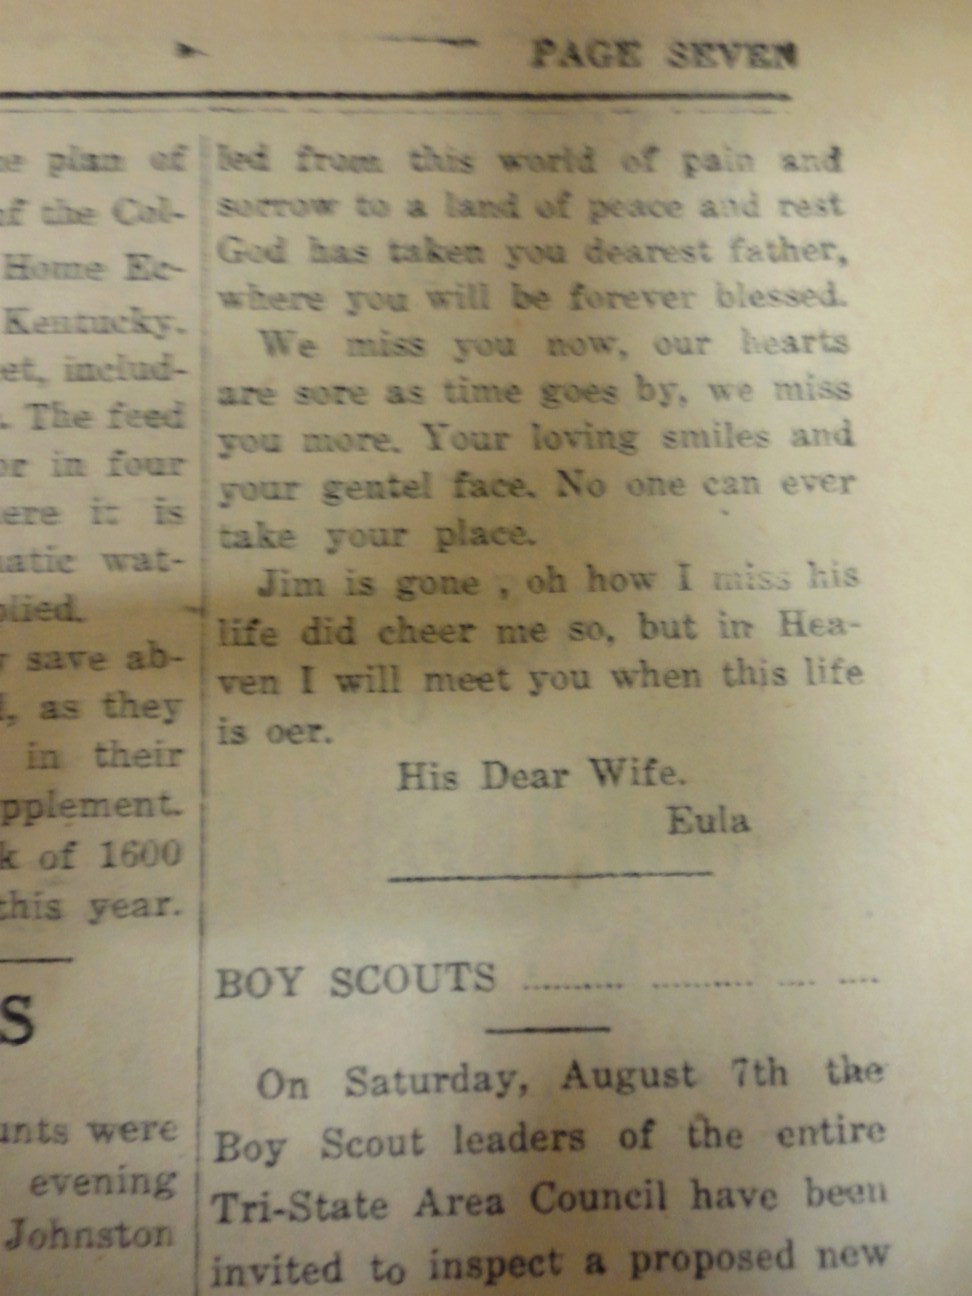 PAGE SEVEN
plan of
of the Col-
Home Ec-
Kentucky.
includ-
The feed
or in four
it is
wat-
save ab-
as they
in their
of 1600
this year.
S
were
evening
Johnston
led from this world of pain and
sorrow to a land of peace and rest
God has taken you dearest father,
where you will be forever blessed.
We miss you now, our hearts
are sore as time goes by, we miss
you more. Your loving smiles and
your gentel face. No one can ever
take your place.
Jim is gone , oh how I miss his
life did cheer me so, but in Hea-
ven I will meet you when this life
is oer.
His Dear Wife.
Eula
BOY SCOUTS .......... .......... .... ....
On Saturday, August 7th the
Boy Scout leaders of the entire
Tri-State Area Council have been
invited to inspect a proposed new